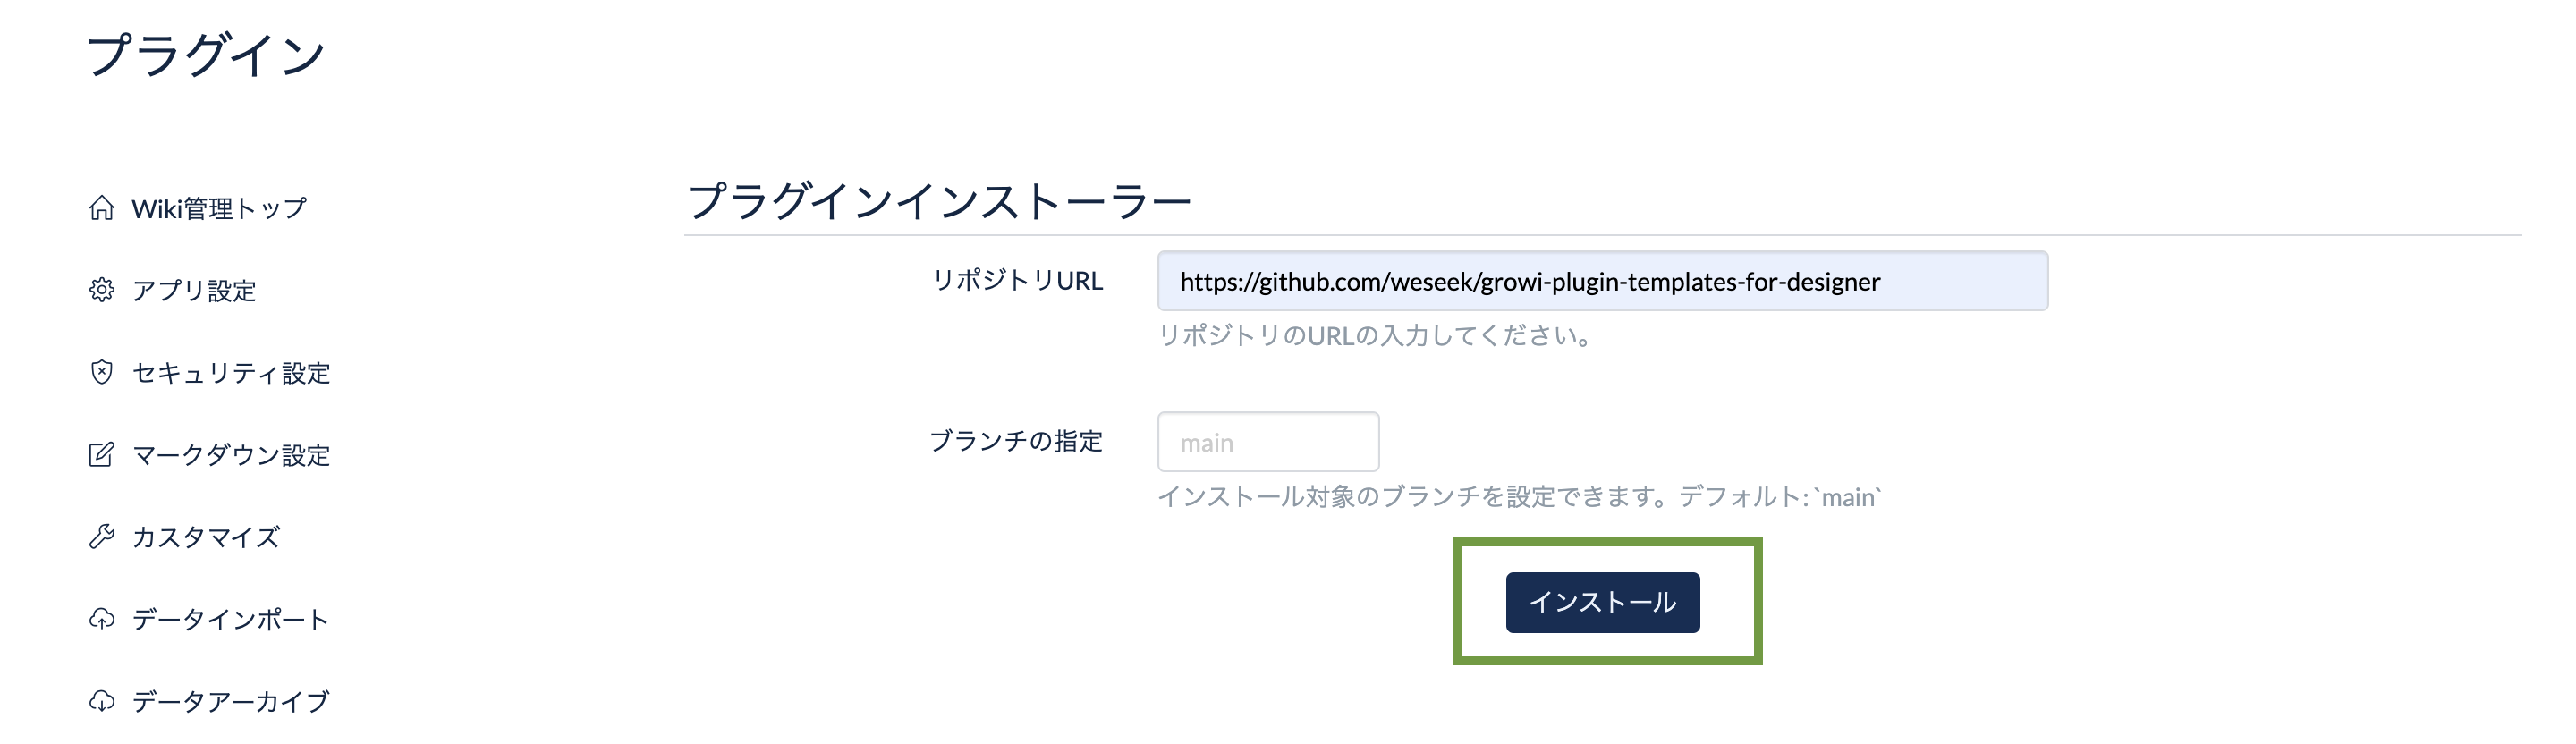 プラグイン
Wiki管理トップ
アプリ設定
セキュリティ設定
マークダウン設定
カスタマイズ
データインポート
データアーカイブ
プラグインインストーラー
リポジトリURL
https://github.com/weseek/growi-plugin-templates-for-designer
リポジトリのURLの入力してください。
ブランチの指定
main
インストール対象のブランチを設定できます。デフォルト: `main`
インストール